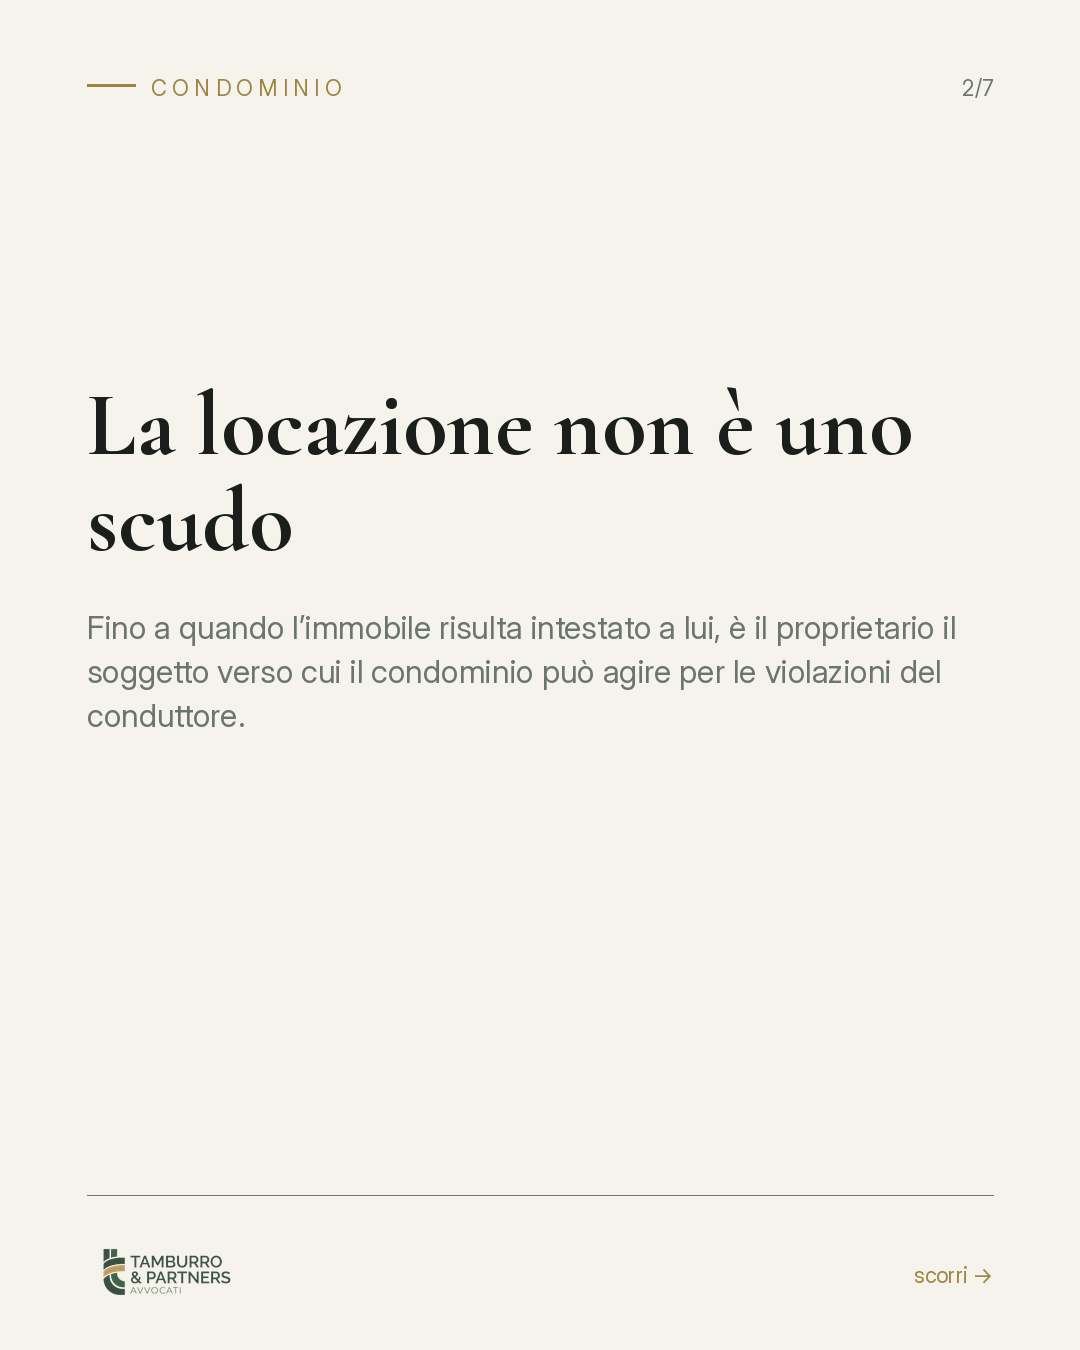 CONDOMINIO
2/7
La locazione non è uno
scudo
Fino a quando l’immobile risulta intestato a lui, è il proprietario il
soggetto verso cui il condominio può agire per le violazioni del
conduttore.
TAMBURRO
& PARTNERS
AVVOCATI
scorri →